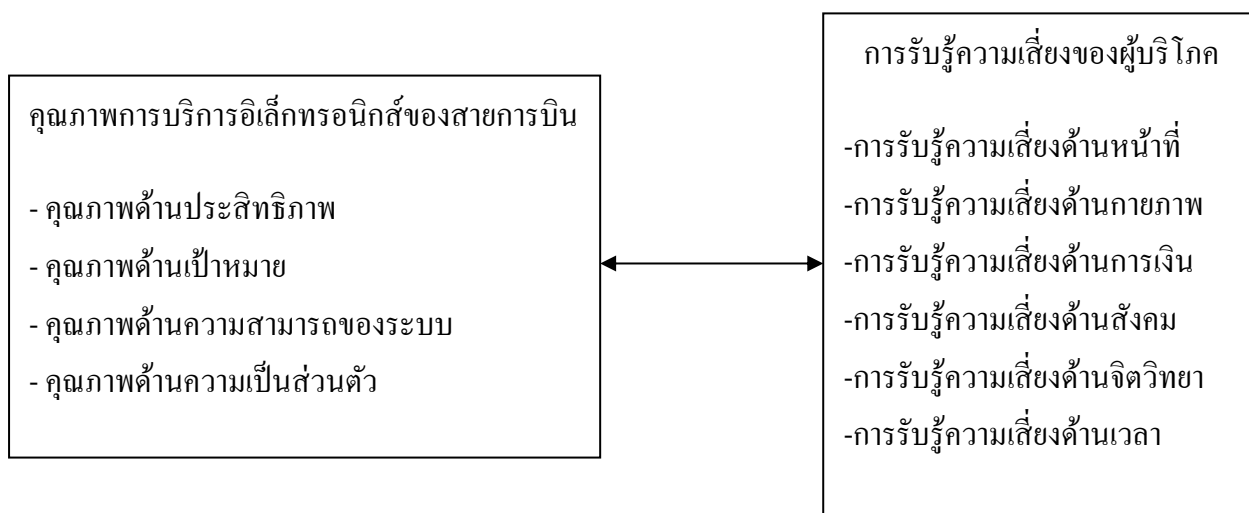 คุณภาพการบริการอิเล็กทรอนิกส์ของสายการบิน
- คุณภาพด้านประสิทธิภาพ
- คุณภาพด้านเป้าหมาย
- คุณภาพด้านความสามารถของระบบ
- คุณภาพด้านความเป็นส่วนตัว
การรับรู้ความเสี่ยงของผู้บริโภค
-การรับรู้ความเสี่ยงด้านหน้าที่
-การรับรู้ความเสี่ยงด้านกายภาพ
-การรับรู้ความเสี่ยงด้านการเงิน
-การรับรู้ความเสี่ยงด้านสังคม
-การรับรู้ความเสี่ยงด้านจิตวิทยา
-การรับรู้ความเสี่ยงด้านเวลา